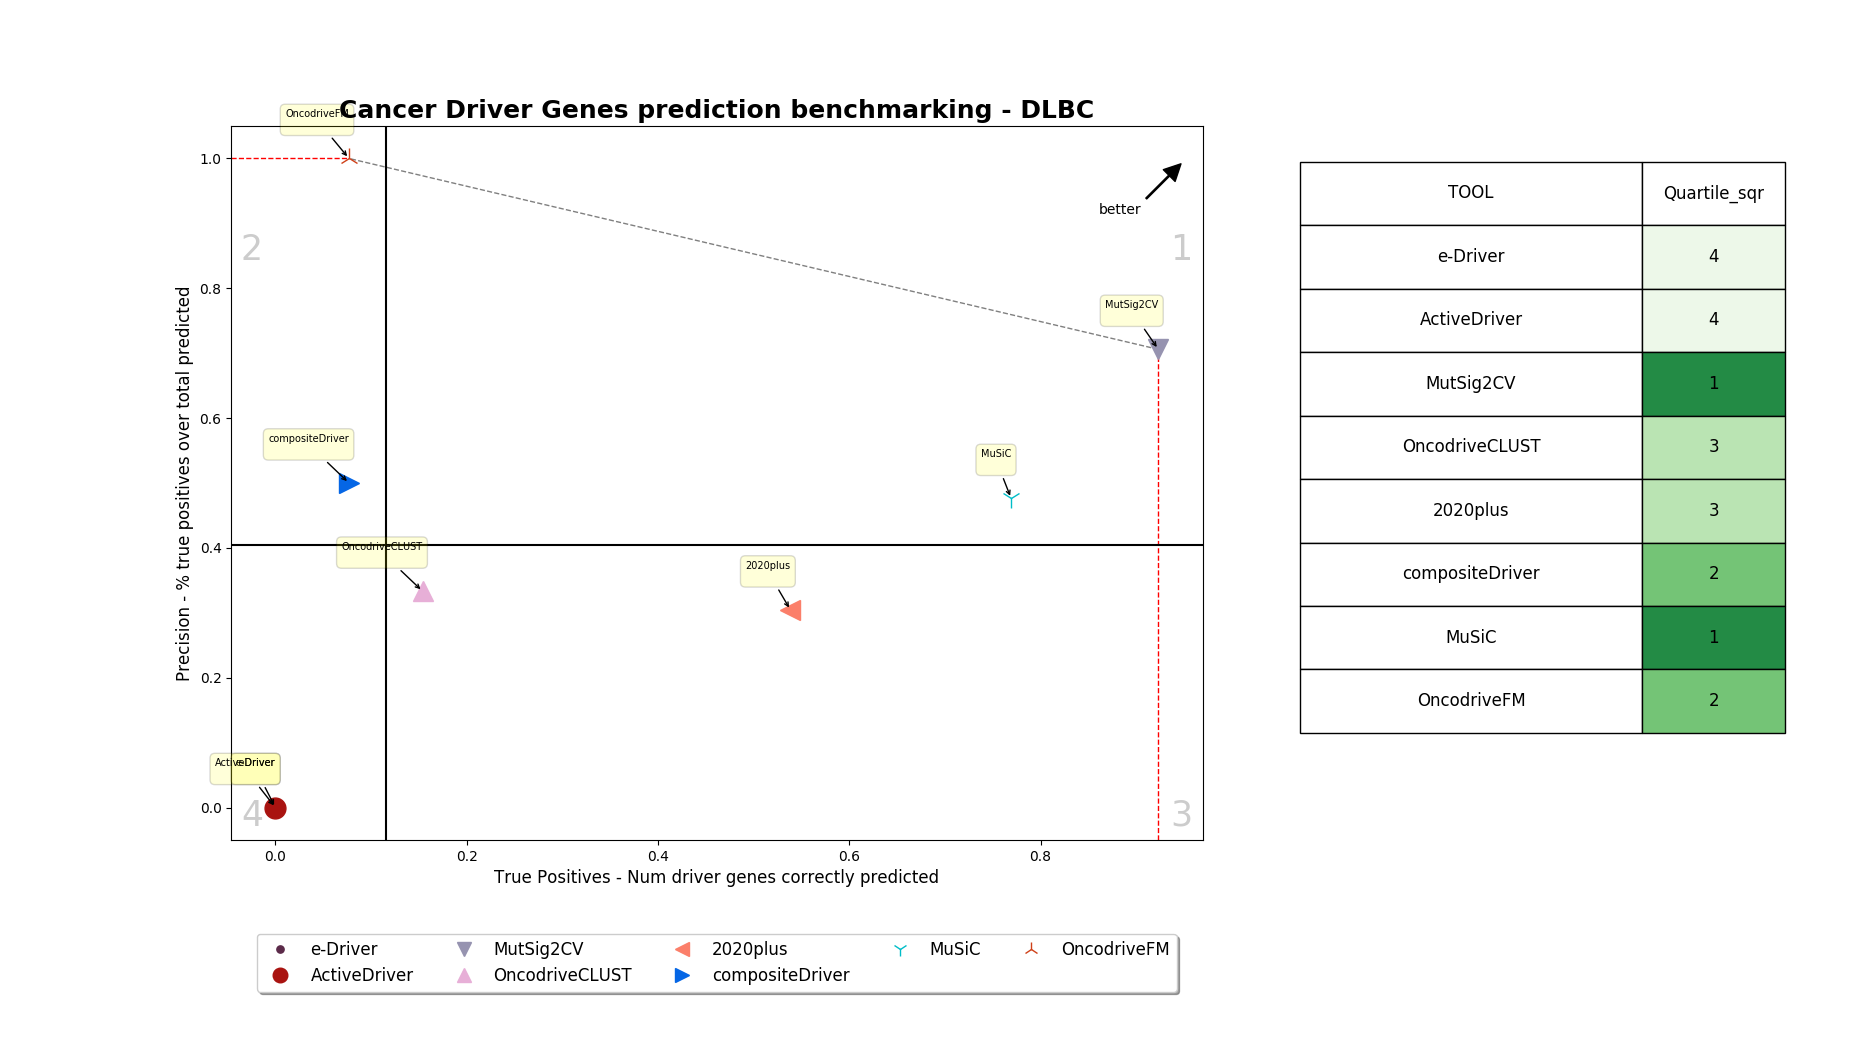 Cancer Driver Genes prediction benchmarking - DLBC
OncodriveFM
1.0
better
2
1
0.8
MutSig2CV
0.6
compositeDriver
MuSiC
0.4
OncodriveCLUST
2020plus
0.2
ActiveDriver
e-Driver
0.0
4
3
0.0 0.2 0.4 0.6 0.8
Precision - % true positives over total predicted
True Positives - Num driver genes correctly predicted
e-Driver MutSig2CV 2020plus MuSiC OncodriveFM
ActiveDriver OncodriveCLUST compositeDriver
TOOL Quartile_sqr
e-Driver 4
ActiveDriver 4
MutSig2CV 1
OncodriveCLUST 3
2020plus 3
compositeDriver 2
MuSiC 1
OncodriveFM 2